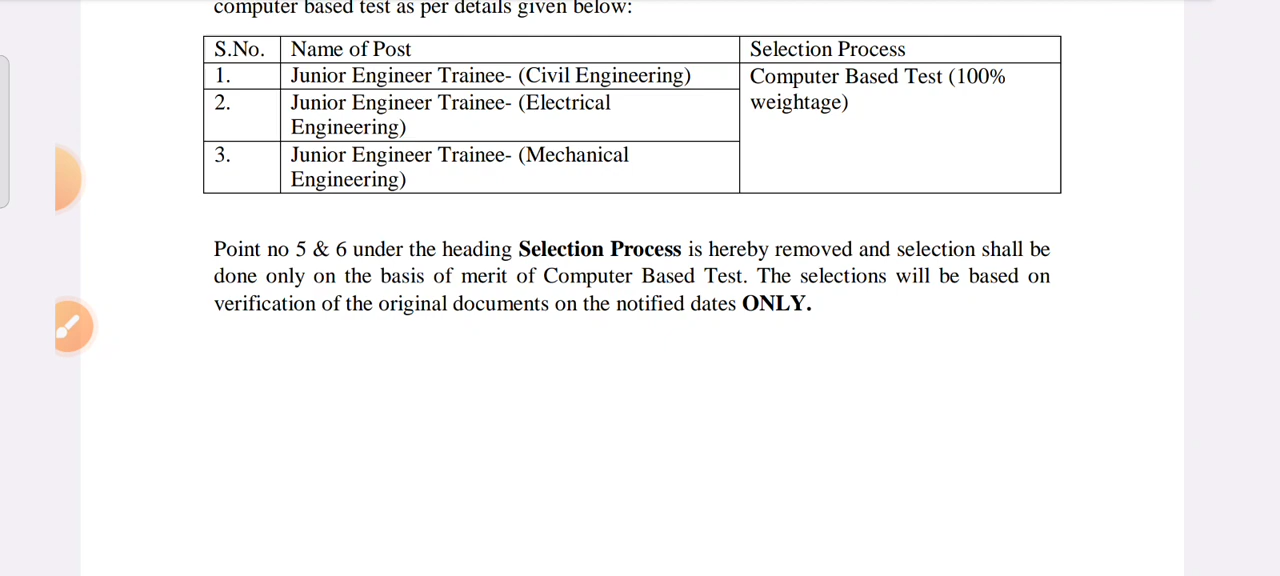 computer based test as per details given below:
S.No. Name of Post Selection Process
1. Junior Engineer Trainee- (Civil Engineering) Computer Based Test (100%
weightage)
2. Junior Engineer Trainee- (Electrical
Engineering)
3. Junior Engineer Trainee- (Mechanical
Engineering)
Point no 5 & 6 under the heading Selection Process is hereby removed and selection shall be
done only on the basis of merit of Computer Based Test. The selections will be based on
verification of the original documents on the notified dates ONLY.